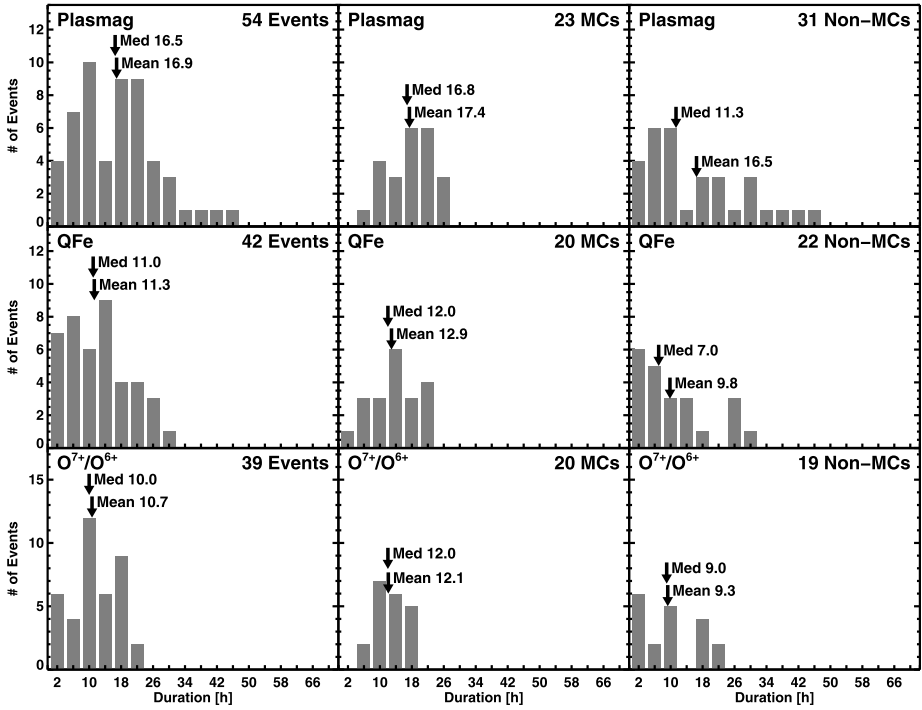 Plasmag 54 Events
Med 16.5
Mean 16.9
# of Events
12
10
8
6
4
2
0
Plasmag 23 MCs
Med 16.8
Mean 17.4
Plasmag 31 Non−MCs
Med 11.3
Mean 16.5
QFe 42 Events
Med 11.0
Mean 11.3
# of Events
12
10
8
6
4
2
0
QFe 20 MCs
Med 12.0
Mean 12.9
QFe 22 Non−MCs
Med 7.0
Mean 9.8
O⁷⁺/O⁶⁺ 39 Events
Med 10.0
Mean 10.7
# of Events
15
10
5
0
O⁷⁺/O⁶⁺ 20 MCs
Med 12.0
Mean 12.1
O⁷⁺/O⁶⁺ 19 Non−MCs
Med 9.0
Mean 9.3
2 10 18 26 34 42 50 58 66
Duration [h]
2 10 18 26 34 42 50 58 66
Duration [h]
2 10 18 26 34 42 50 58 66
Duration [h]